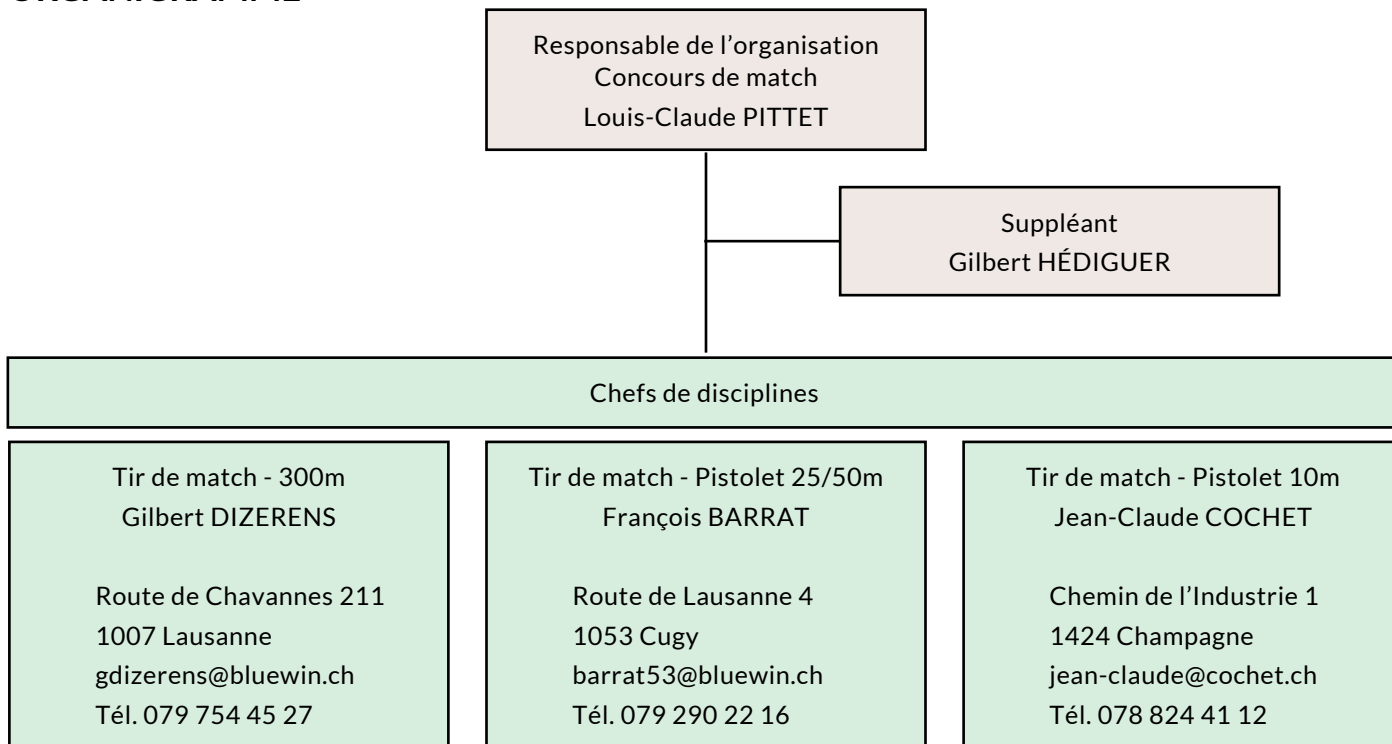 Responsable de l’organisation
Concours de match
Louis-Claude PITTET
Suppléant
Gilbert HÉDIGUER
Chefs de disciplines
Tir de match - 300m
Gilbert DIZERENS
Route de Chavannes 211
1007 Lausanne
gdizerens@bluewin.ch
Tél. 079 754 45 27
Tir de match - Pistolet 25/50m
François BARRAT
Route de Lausanne 4
1053 Cugy
barrat53@bluewin.ch
Tél. 079 290 22 16
Tir de match - Pistolet 10m
Jean-Claude COCHET
Chemin de l’Industrie 1
1424 Champagne
jean-claude@cochet.ch
Tél. 078 824 41 12